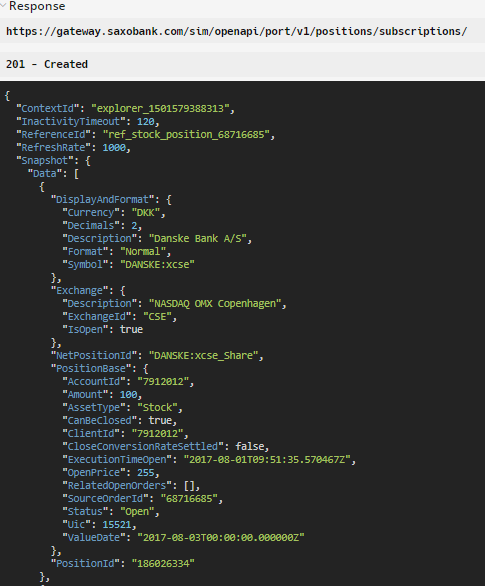 Response
https://gateway.saxobank.com/sim/openapi/port/v1/positions/subscriptions/
201 - Created
{
  "ContextId": "explorer_1501579388313",
  "InactivityTimeout": 120,
  "ReferenceId": "ref_stock_position_68716685",
  "RefreshRate": 1000,
  "Snapshot": {
    "Data": [
      {
        "DisplayAndFormat": {
          "Currency": "DKK",
          "Decimals": 2,
          "Description": "Danske Bank A/S",
          "Format": "Normal",
          "Symbol": "DANSKE:xcse"
        },
        "Exchange": {
          "Description": "NASDAQ OMX Copenhagen",
          "ExchangeId": "CSE",
          "IsOpen": true
        },
        "NetPositionId": "DANSKE:xcse_Share",
        "PositionBase": {
          "AccountId": "7912012",
          "Amount": 100,
          "AssetType": "Stock",
          "CanBeClosed": true,
          "ClientId": "7912012",
          "CloseConversionRateSettled": false,
          "ExecutionTimeOpen": "2017-08-01T09:51:35.570467Z",
          "OpenPrice": 255,
          "RelatedOpenOrders": [],
          "SourceOrderId": "68716685",
          "Status": "Open",
          "Uic": 15521,
          "ValueDate": "2017-08-03T00:00:00.000000Z"
        },
        "PositionId": "186026334"
      },